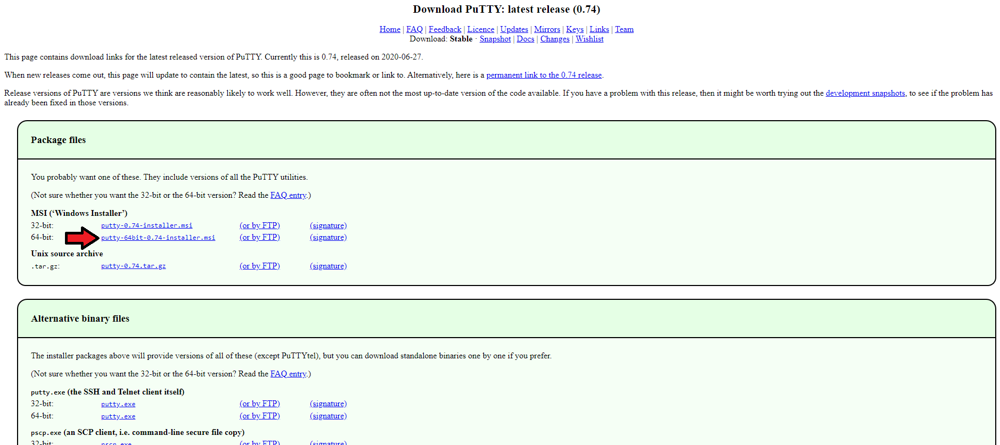 Download PuTTY: latest release (0.74)
Home | FAQ | Feedback | Licence | Updates | Mirrors | Keys | Links | Team
Download: Stable · Snapshot | Docs | Changes | Wishlist
This page contains download links for the latest released version of PuTTY. Currently this is 0.74, released on 2020-06-27.
When new releases come out, this page will update to contain the latest, so this is a good page to bookmark or link to. Alternatively, here is a permanent link to the 0.74 release.
Release versions of PuTTY are versions we think are reasonably likely to work well. However, they are often not the most up-to-date version of the code available. If you have a problem with this release, then it might be worth trying out the development snapshots, to see if the problem has
already been fixed in those versions.
Package files
You probably want one of these. They include versions of all the PuTTY utilities.
(Not sure whether you want the 32-bit or the 64-bit version? Read the FAQ entry.)
MSI (‘Windows Installer’)
32-bit: putty-0.74-installer.msi (or by FTP) (signature)
64-bit: putty-64bit-0.74-installer.msi (or by FTP) (signature)
Unix source archive
.tar.gz: putty-0.74.tar.gz (or by FTP) (signature)
Alternative binary files
The installer packages above will provide versions of all of these (except PuTTYtel), but you can download standalone binaries one by one if you prefer.
(Not sure whether you want the 32-bit or the 64-bit version? Read the FAQ entry.)
putty.exe (the SSH and Telnet client itself)
32-bit: putty.exe (or by FTP) (signature)
64-bit: putty.exe (or by FTP) (signature)
pscp.exe (an SCP client, i.e. command-line secure file copy)
32-bit: pscp.exe (or by FTP) (signature)